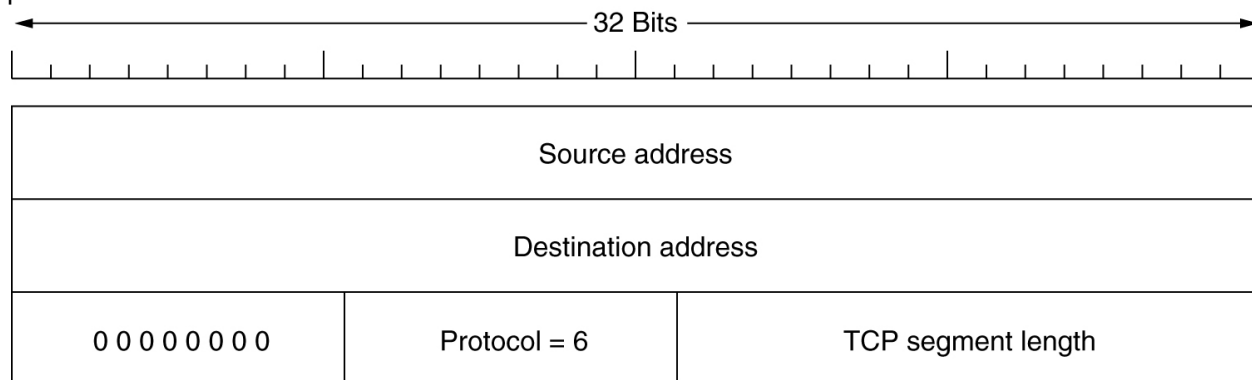 32 Bits
Source address
Destination address
0 0 0 0 0 0 0 0 Protocol = 6 TCP segment length